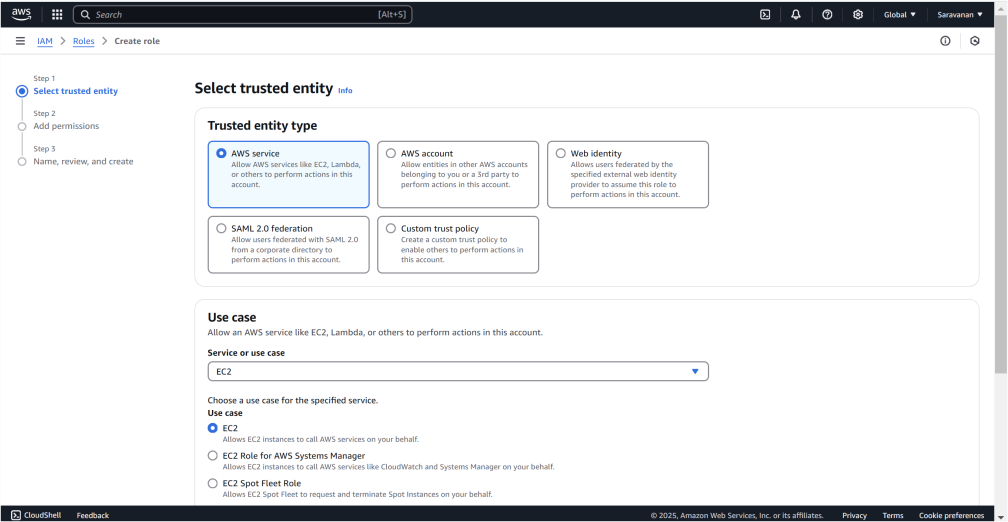 aws
Search [Alt+S]
Global ▼ Saravanan ▼
IAM > Roles > Create role
Step 1
Select trusted entity
Step 2
Add permissions
Step 3
Name, review, and create
Select trusted entity Info
Trusted entity type
AWS service
Allow AWS services like EC2, Lambda,
or others to perform actions in this
account.
AWS account
Allow entities in other AWS accounts
belonging to you or a 3rd party to
perform actions in this account.
Web identity
Allows users federated by the
specified external web identity
provider to assume this role to
perform actions in this account.
SAML 2.0 federation
Allow users federated with SAML 2.0
from a corporate directory to
perform actions in this account.
Custom trust policy
Create a custom trust policy to
enable others to perform actions in
this account.
Use case
Allow an AWS service like EC2, Lambda, or others to perform actions in this account.
Service or use case
EC2
Choose a use case for the specified service.
Use case
EC2
Allows EC2 instances to call AWS services on your behalf.
EC2 Role for AWS Systems Manager
Allows EC2 instances to call AWS services like CloudWatch and Systems Manager on your behalf.
EC2 Spot Fleet Role
Allows EC2 Spot Fleet to request and terminate Spot Instances on your behalf.
CloudShell Feedback © 2025, Amazon Web Services, Inc. or its affiliates. Privacy Terms Cookie preferences